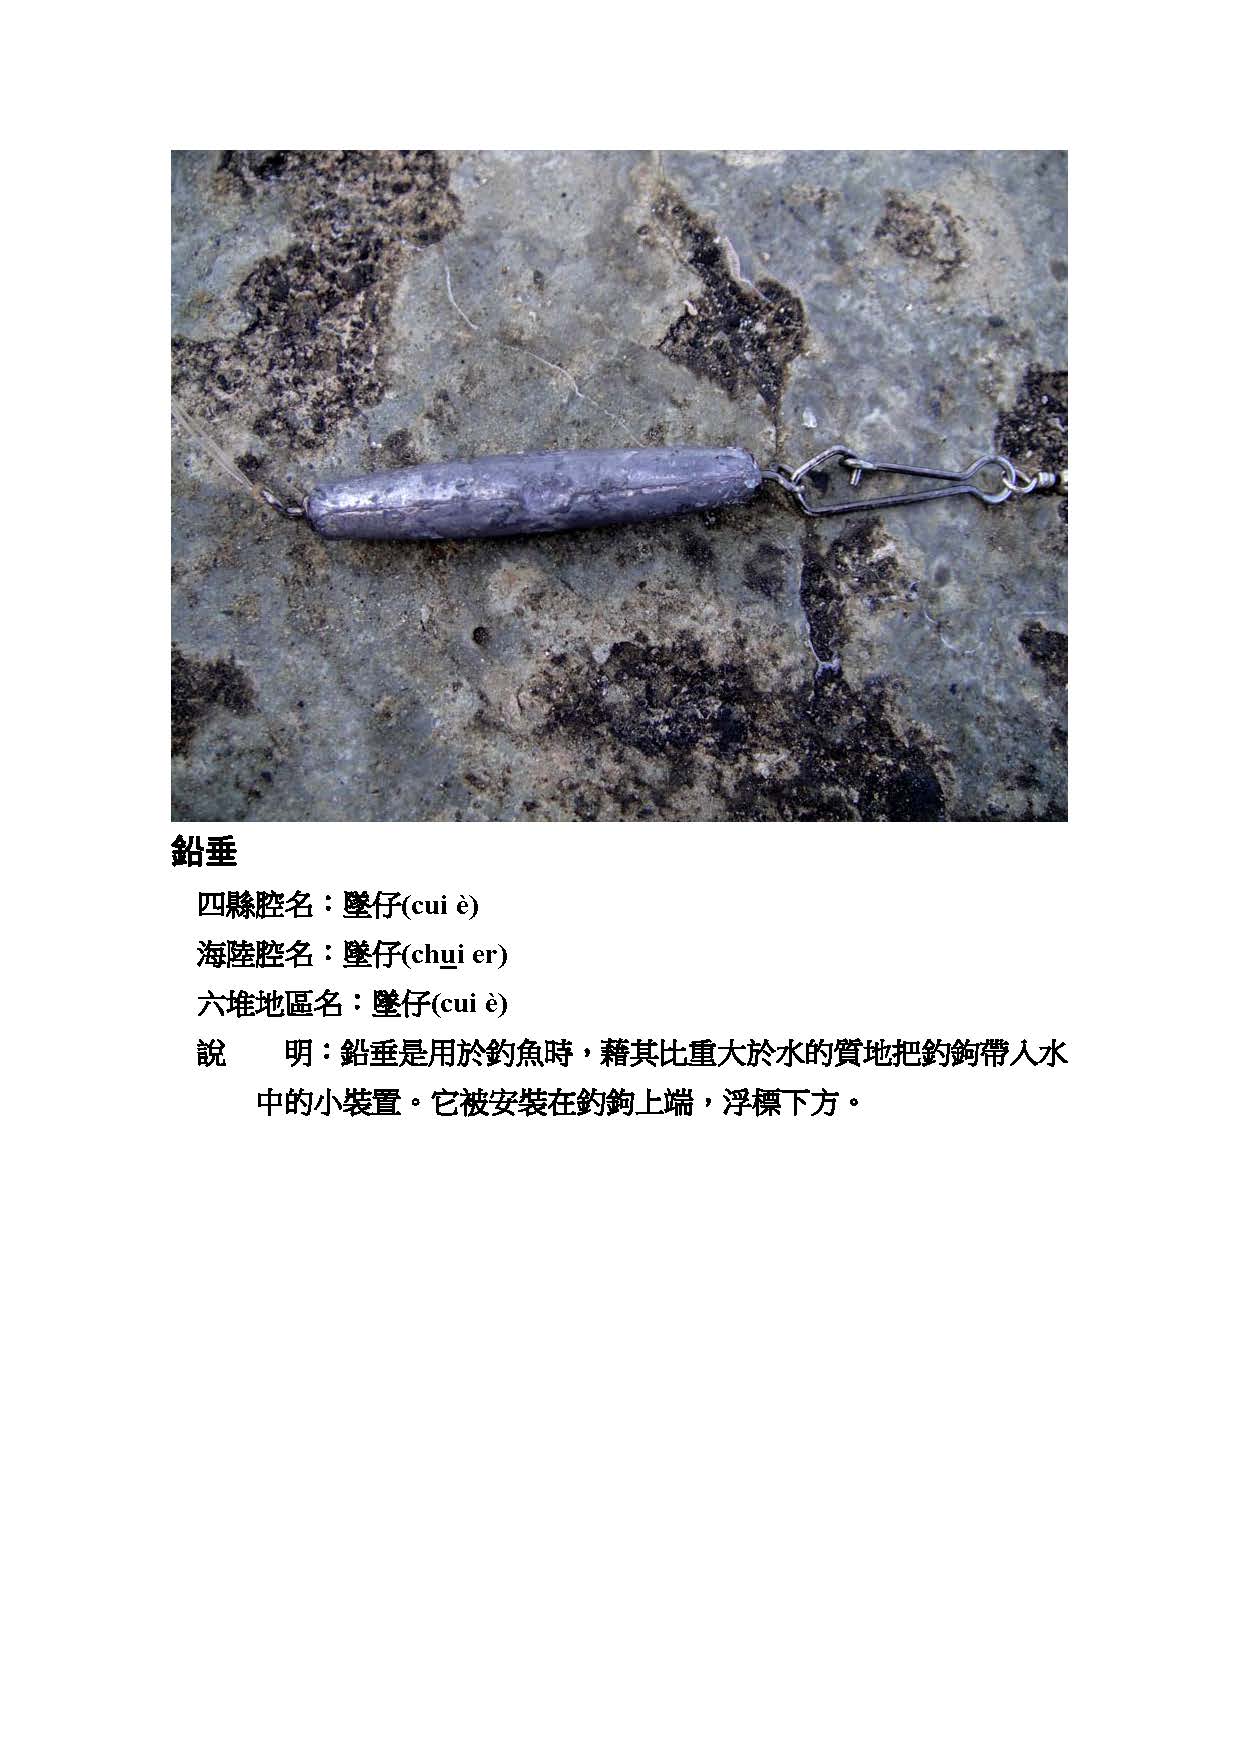 鉛垂
四縣腔名：墜仔(cui è)
海陸腔名：墜仔(chui er)
六堆地區名：墜仔(cui è)
說　　明：鉛垂是用於釣魚時，藉其比重大於水的質地把釣鉤帶入水
中的小裝置。它被安裝在釣鉤上端，浮標下方。